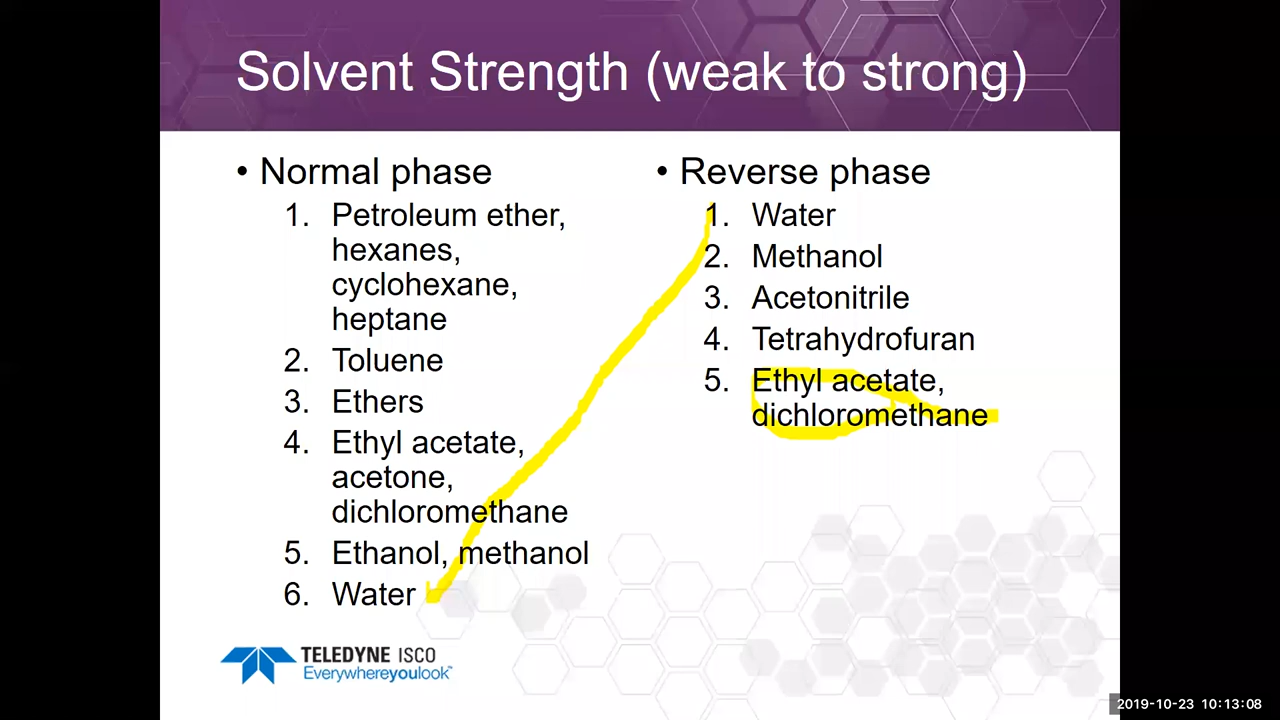 Solvent Strength (weak to strong)
• Normal phase
1. Petroleum ether,
hexanes,
cyclohexane,
heptane
2. Toluene
3. Ethers
4. Ethyl acetate,
acetone,
dichloromethane
5. Ethanol, methanol
6. Water
• Reverse phase
1. Water
2. Methanol
3. Acetonitrile
4. Tetrahydrofuran
5. Ethyl acetate,
dichloromethane
TELEDYNE ISCO
Everywhereyoulook™
2019-10-23 10:13:08